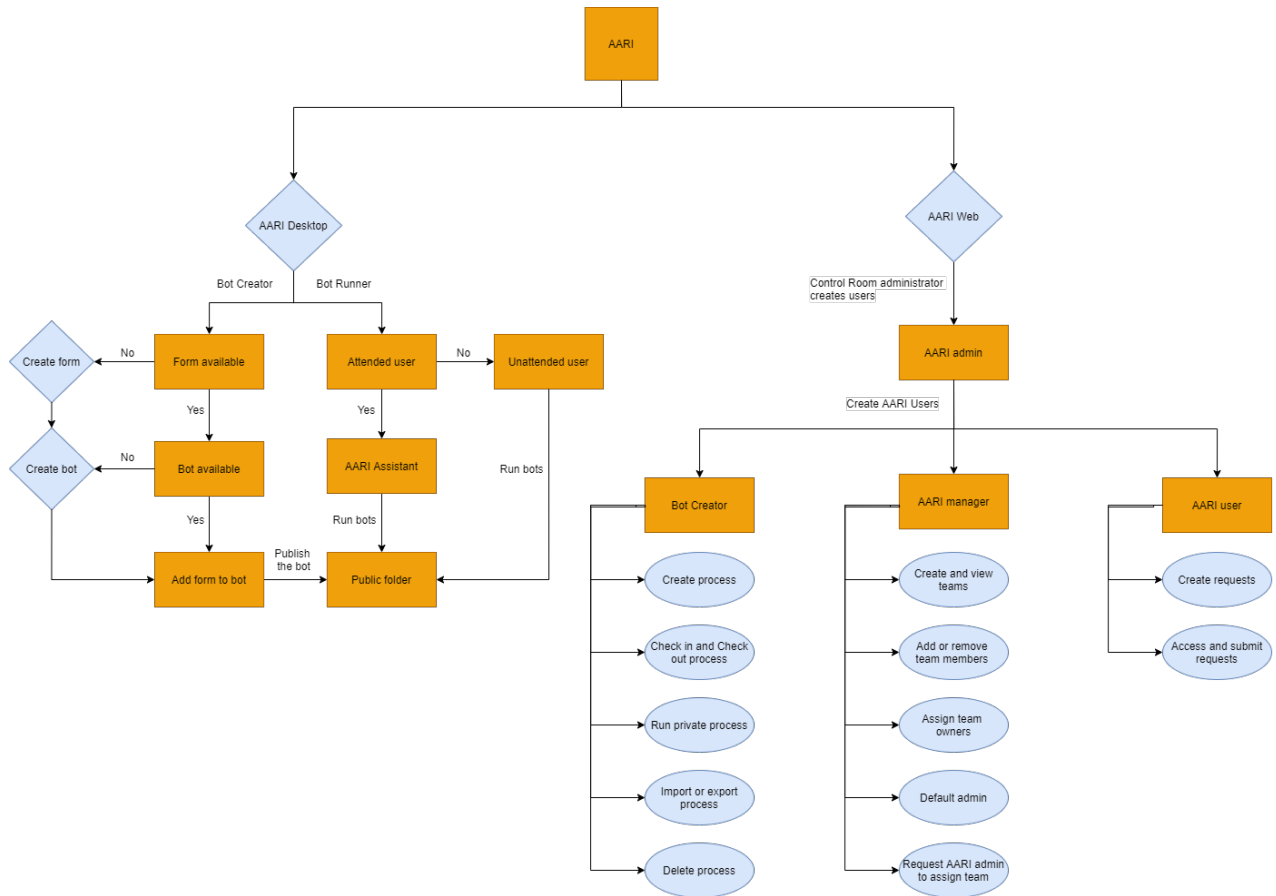 AARI
AARI Desktop
AARI Web
Bot Creator
Bot Runner
Control Room administrator
creates users
Create form
No
Form available
Attended user
No
Unattended user
AARI admin
Yes
Yes
Create AARI Users
Create bot
No
Bot available
AARI Assistant
Run bots
Yes
Run bots
Bot Creator
AARI manager
AARI user
Publish
the bot
Add form to bot
Public folder
Create process
Create and view
teams
Create requests
Check in and Check
out process
Add or remove
team members
Access and submit
requests
Run private process
Assign team
owners
Import or export
process
Default admin
Delete process
Request AARI admin
to assign team